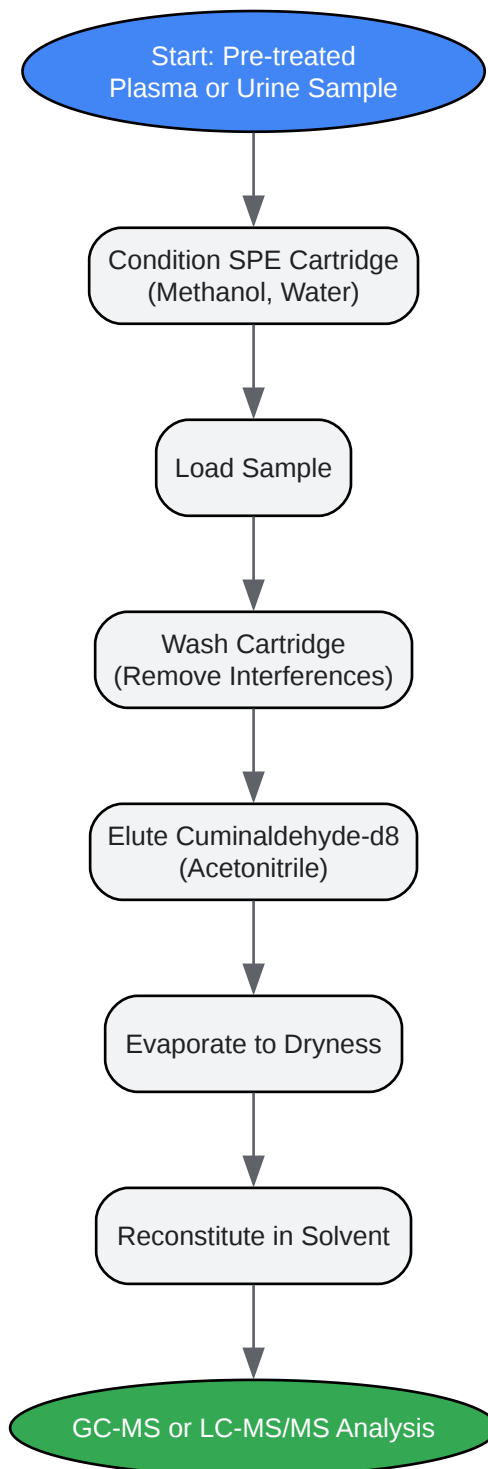 Start: Pre-treated
Plasma or Urine Sample
Condition SPE Cartridge
(Methanol, Water)
Load Sample
Wash Cartridge
(Remove Interferences)
Elute Cuminaldehyde-d8
(Acetonitrile)
Evaporate to Dryness
Reconstitute in Solvent
GC-MS or LC-MS/MS Analysis